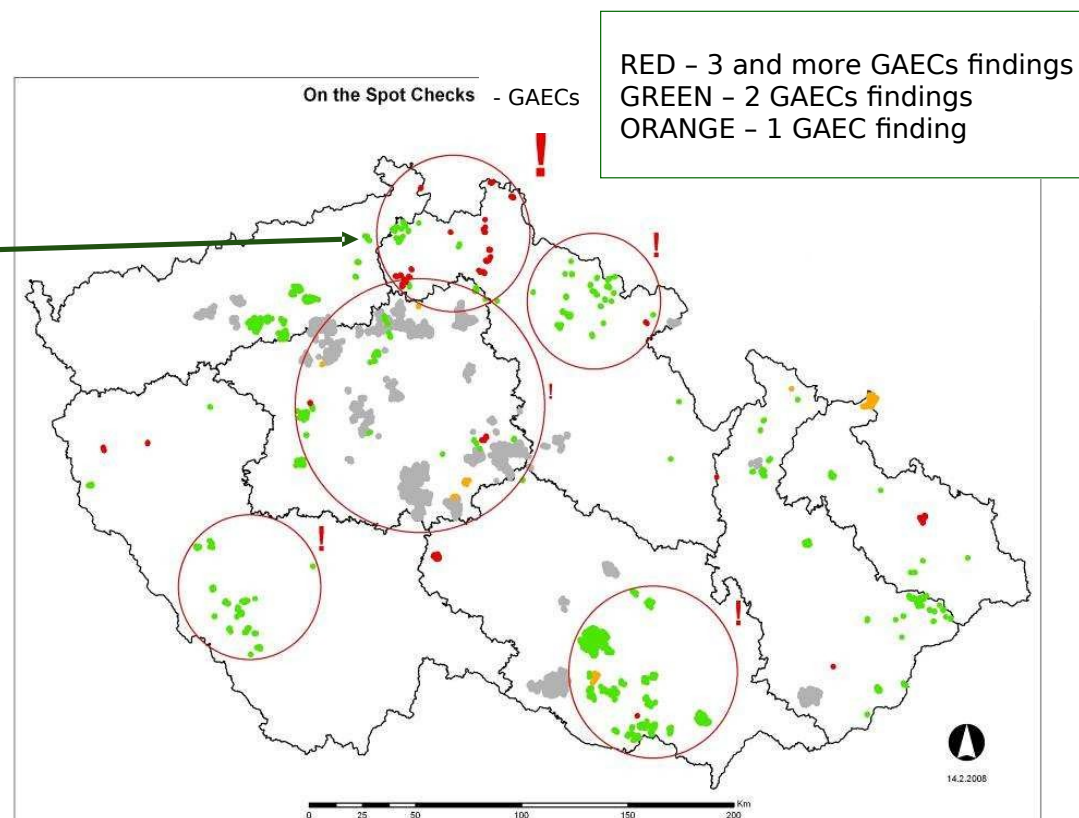 On the Spot Checks - GAECs
RED – 3 and more GAECs findings
GREEN – 2 GAECs findings
ORANGE – 1 GAEC finding
!
!
!
!
!
14.2.2008
Km
0 25 50 100 150 200